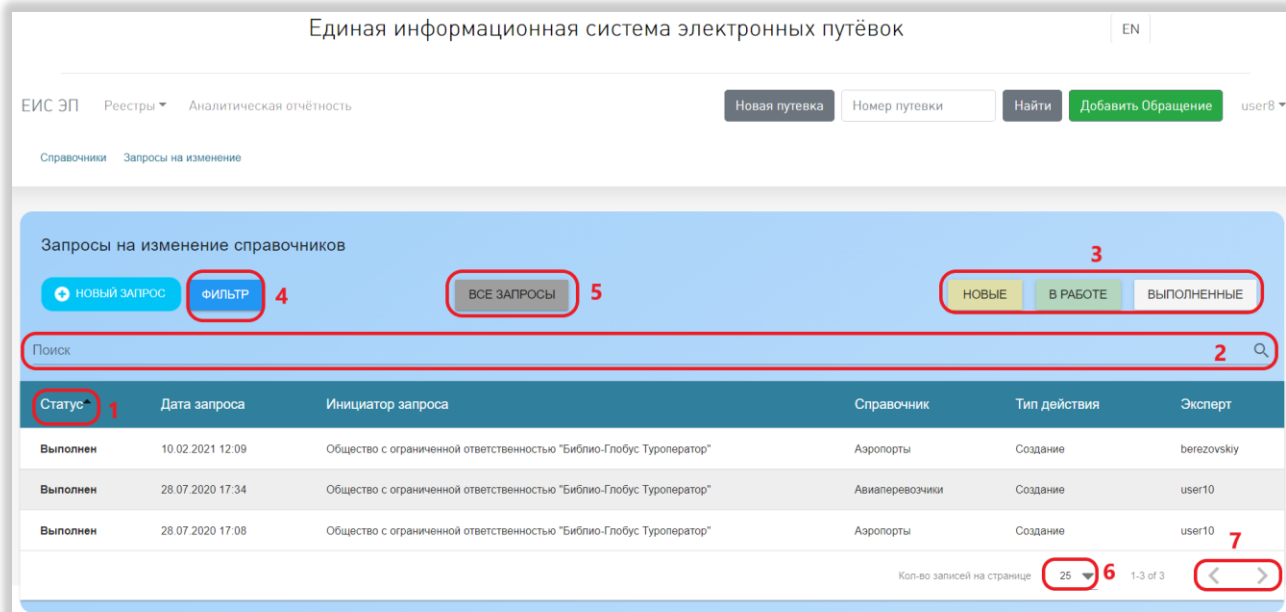 Единая информационная система электронных путёвок EN
ЕИС ЭП Реестры Аналитическая отчётность Новая путевка Номер путевки Найти Добавить Обращение user8
Справочники Запросы на изменение
Запросы на изменение справочников
3
НОВЫЙ ЗАПРОС ФИЛЬТР 4 ВСЕ ЗАПРОСЫ 5 НОВЫЕ В РАБОТЕ ВЫПОЛНЕННЫЕ
Поиск 2
Статус 1 Дата запроса Инициатор запроса Справочник Тип действия Эксперт
Выполнен 10.02.2021 12:09 Общество с ограниченной ответственностью "Библио-Глобус Туроператор" Аэропорты Создание berezovskiy
Выполнен 28.07.2020 17:34 Общество с ограниченной ответственностью "Библио-Глобус Туроператор" Авиаперевозчики Создание user10
Выполнен 28.07.2020 17:08 Общество с ограниченной ответственностью "Библио-Глобус Туроператор" Аэропорты Создание user10
7
Кол-во записей на странице 25 6 1-3 of 3